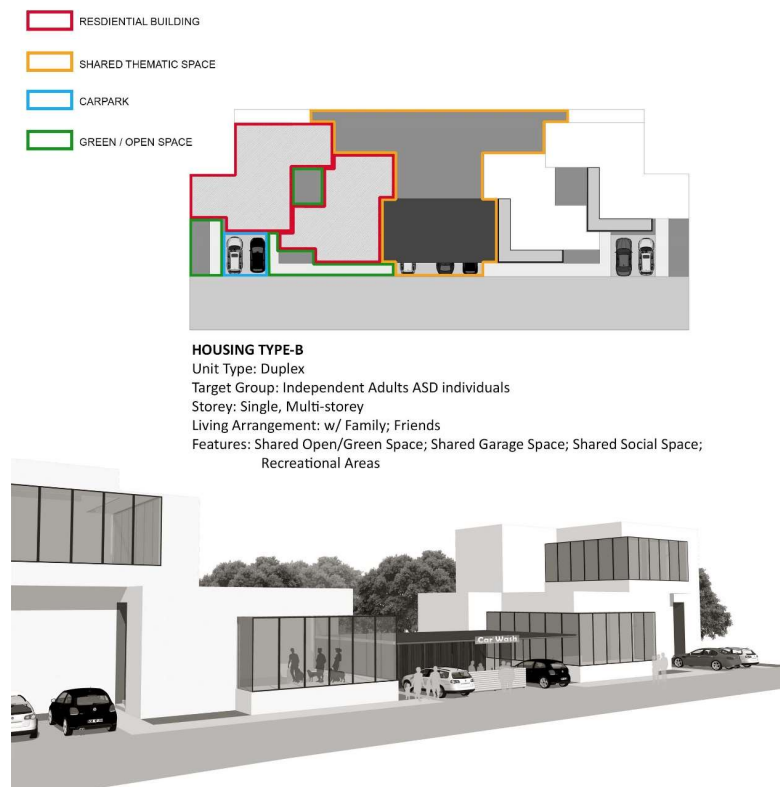 RESDIENTIAL BUILDING
SHARED THEMATIC SPACE
CARPARK
GREEN / OPEN SPACE
HOUSING TYPE-B
Unit Type: Duplex
Target Group: Independent Adults ASD individuals
Storey: Single, Multi-storey
Living Arrangement: w/ Family; Friends
Features: Shared Open/Green Space; Shared Garage Space; Shared Social Space;
Recreational Areas
Car Wash